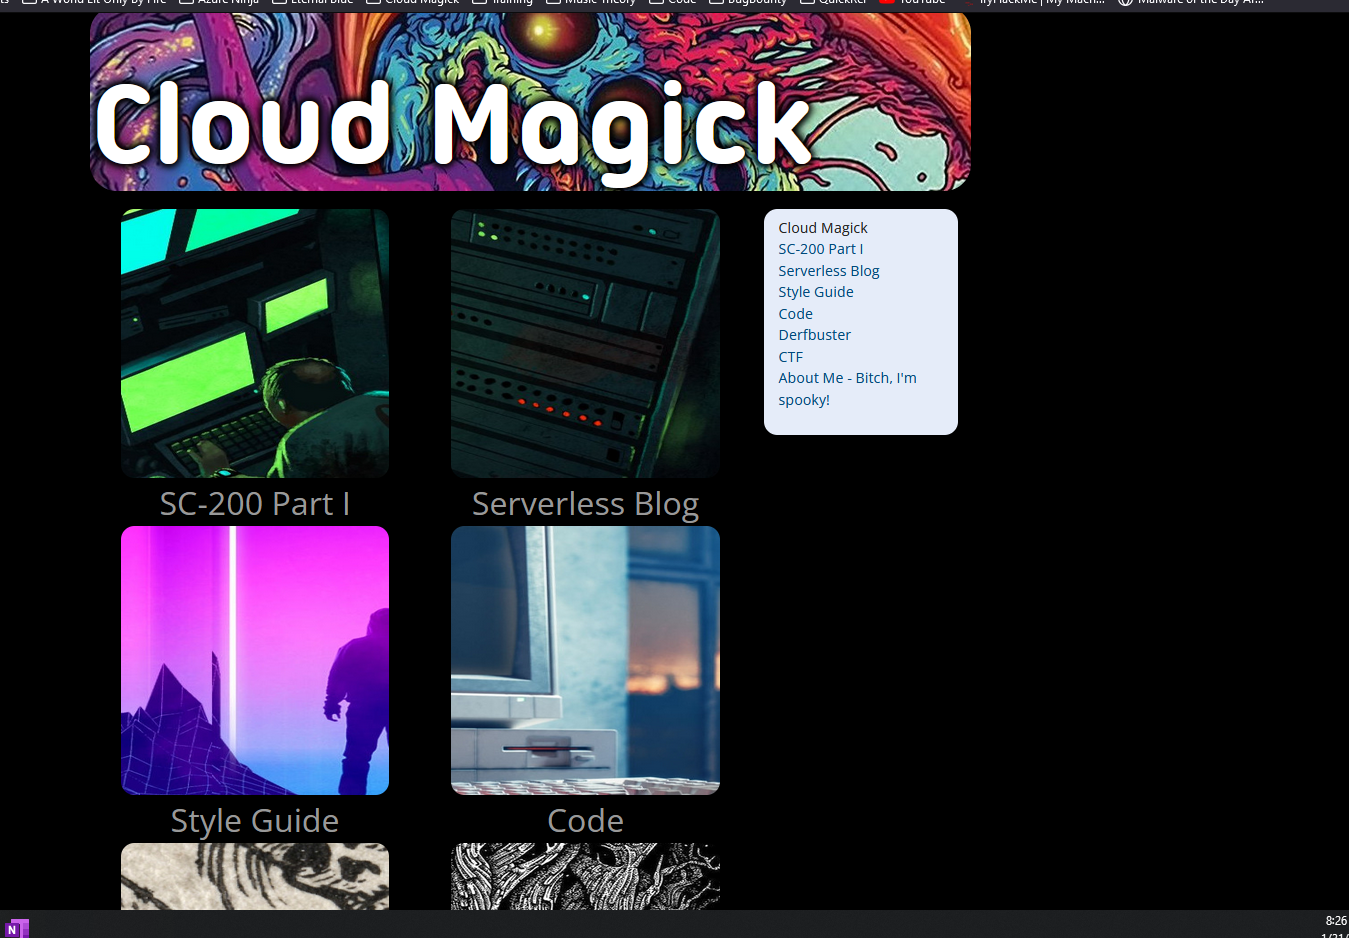 A World Lit Only By Fire Azure Ninja Eternal Blue Cloud Magick Training Music Theory Code BugBounty QuickRef YouTube TryHackMe | My Mach... Malware of the Day Ar...
Cloud Magick
Cloud Magick
SC-200 Part I
Serverless Blog
Style Guide
Code
Derfbuster
CTF
About Me - Bitch, I'm
spooky!
SC-200 Part I
Serverless Blog
Style Guide
Code
N
8:26